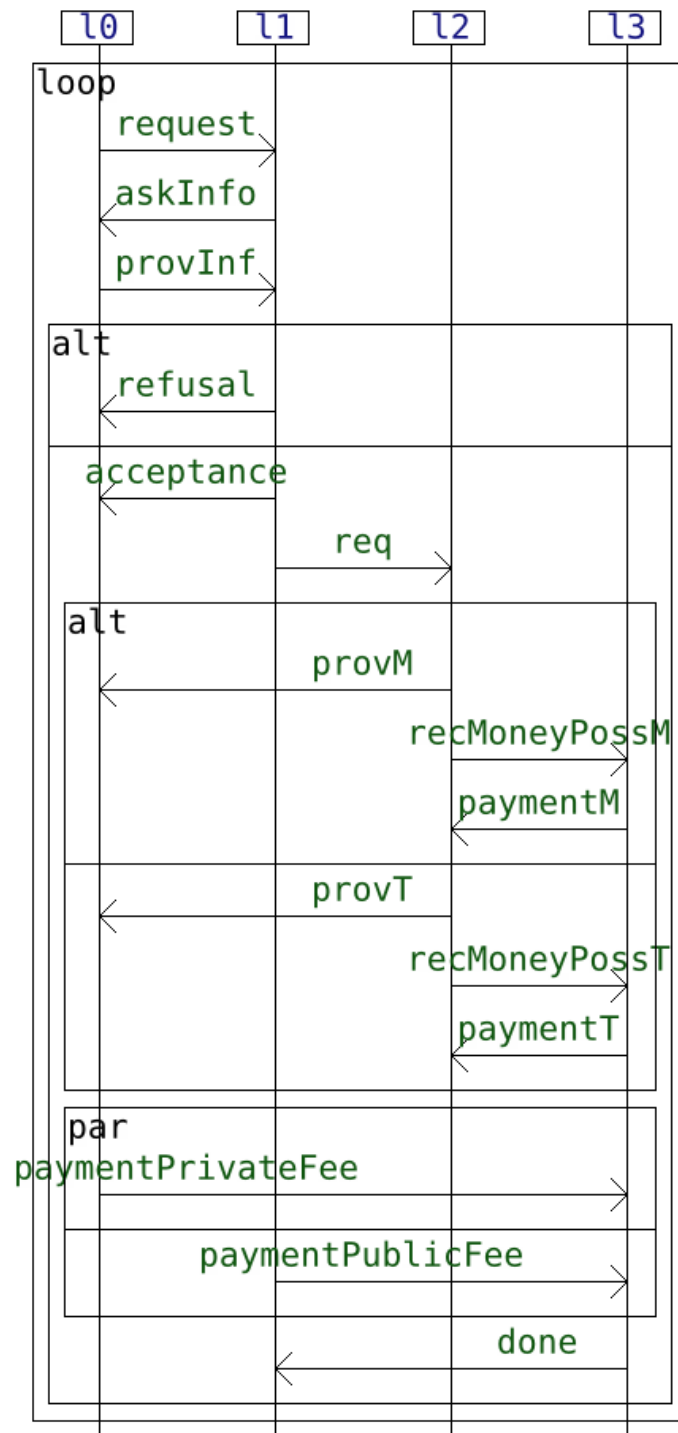 l0 l1 l2 l3
loop
request
askInfo
provInf
alt
refusal
acceptance
req
alt
provM
recMoneyPossM
paymentM
provT
recMoneyPossT
paymentT
par
paymentPrivateFee
paymentPublicFee
done